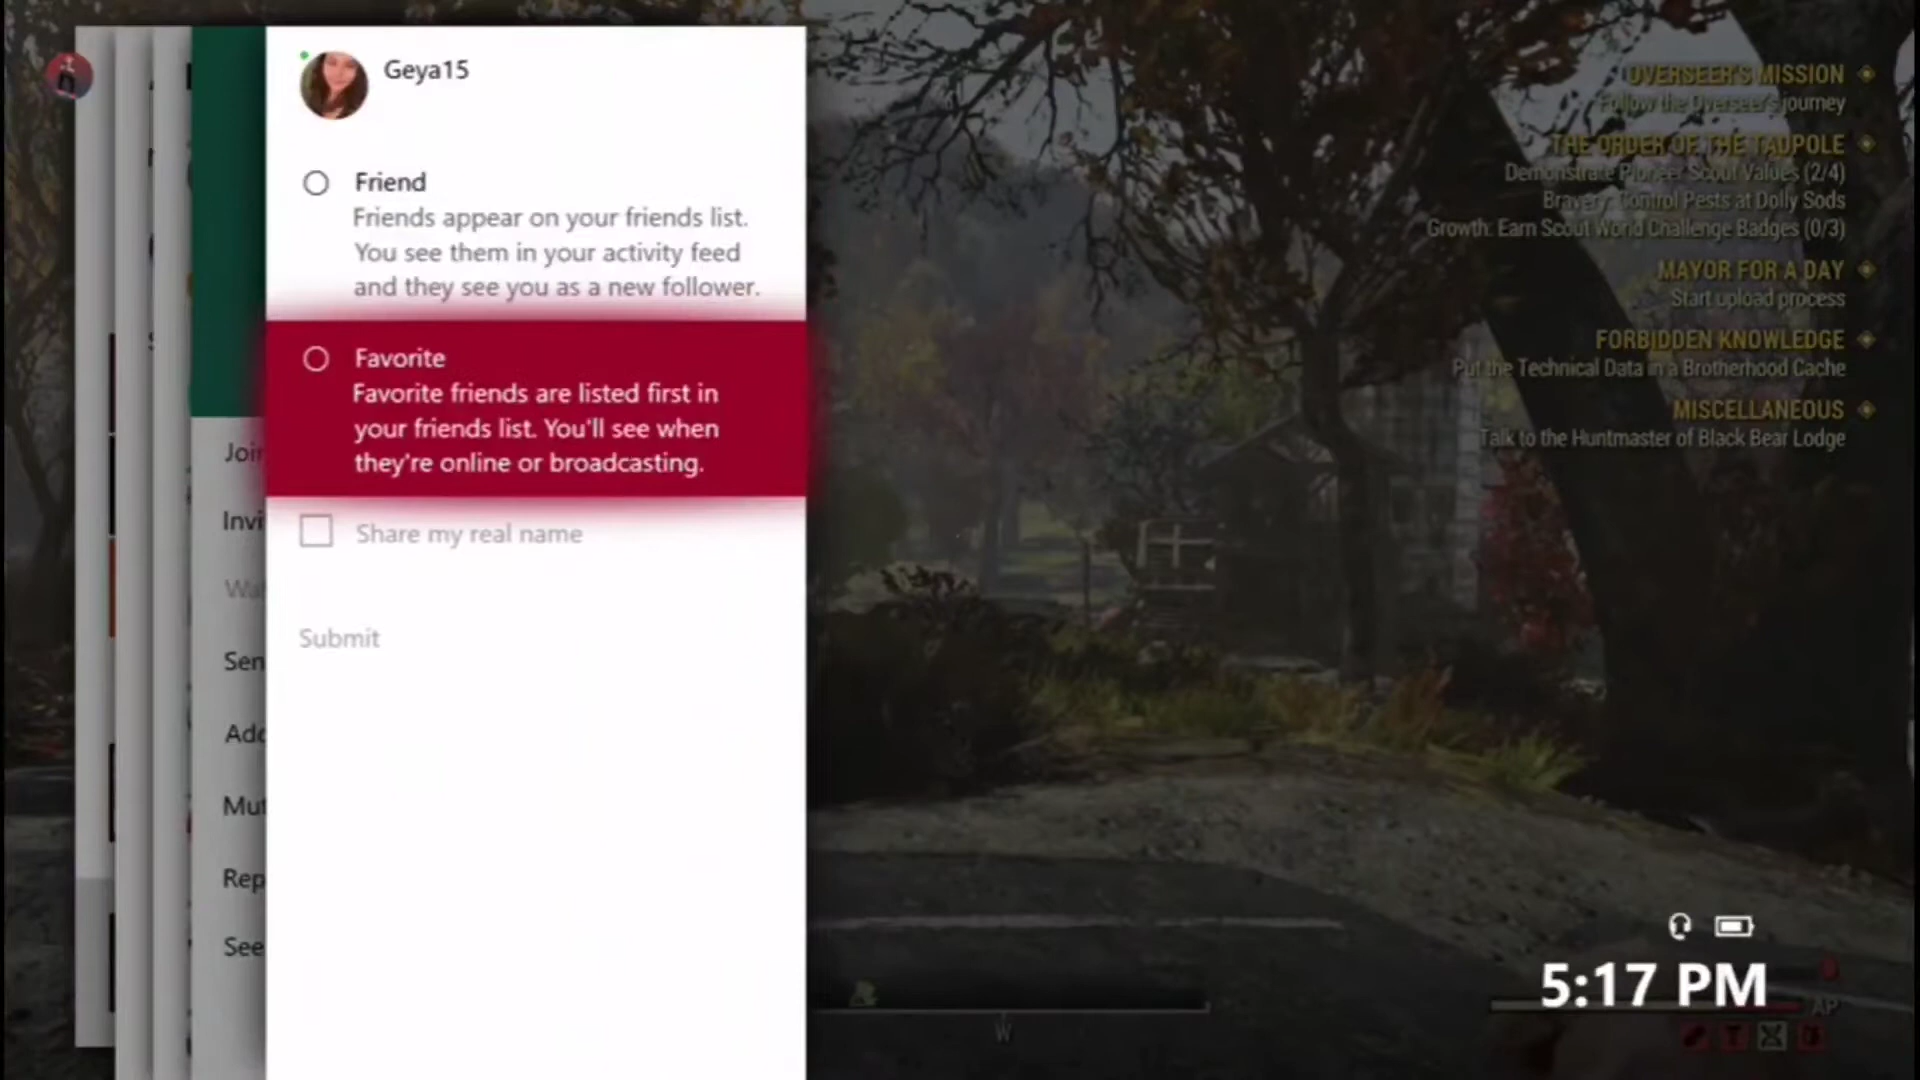 Geya15
Friend
Friends appear on your friends list.
You see them in your activity feed
and they see you as a new follower.
Favorite
Favorite friends are listed first in
your friends list. You'll see when
they're online or broadcasting.
Share my real name
Submit
Join
Invi
Wat
Sen
Add
Mut
Rep
See
OVERSEER'S MISSION
Follow the Overseer's journey
THE ORDER OF THE TADPOLE
Demonstrate Pioneer Scout Values (2/4)
Bravery: Control Pests at Dolly Sods
Growth: Earn Scout World Challenge Badges (0/3)
MAYOR FOR A DAY
Start upload process
FORBIDDEN KNOWLEDGE
Put the Technical Data in a Brotherhood Cache
MISCELLANEOUS
Talk to the Huntmaster of Black Bear Lodge
5:17 PM
AP
W